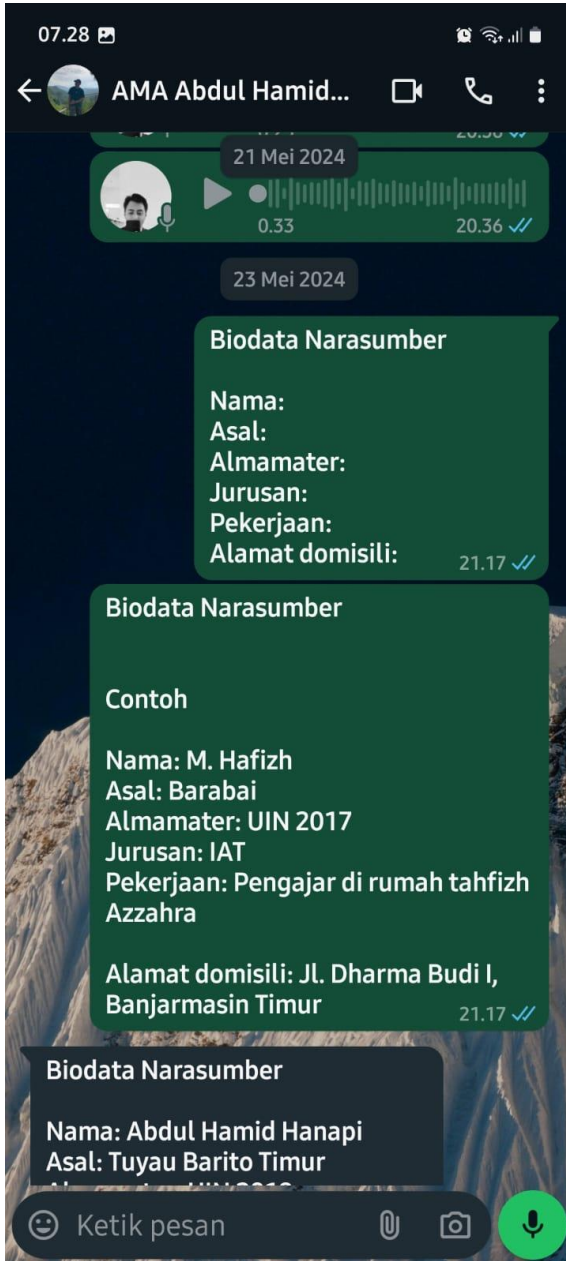 07.28
AMA Abdul Hamid...
20.36
21 Mei 2024
0.33
20.36
23 Mei 2024
Biodata Narasumber
Nama:
Asal:
Almamater:
Jurusan:
Pekerjaan:
Alamat domisili:
21.17
Biodata Narasumber
Contoh
Nama: M. Hafizh
Asal: Barabai
Almamater: UIN 2017
Jurusan: IAT
Pekerjaan: Pengajar di rumah tahfizh
Azzahra
Alamat domisili: Jl. Dharma Budi I,
Banjarmasin Timur
21.17
Biodata Narasumber
Nama: Abdul Hamid Hanapi
Asal: Tuyau Barito Timur
Ketik pesan